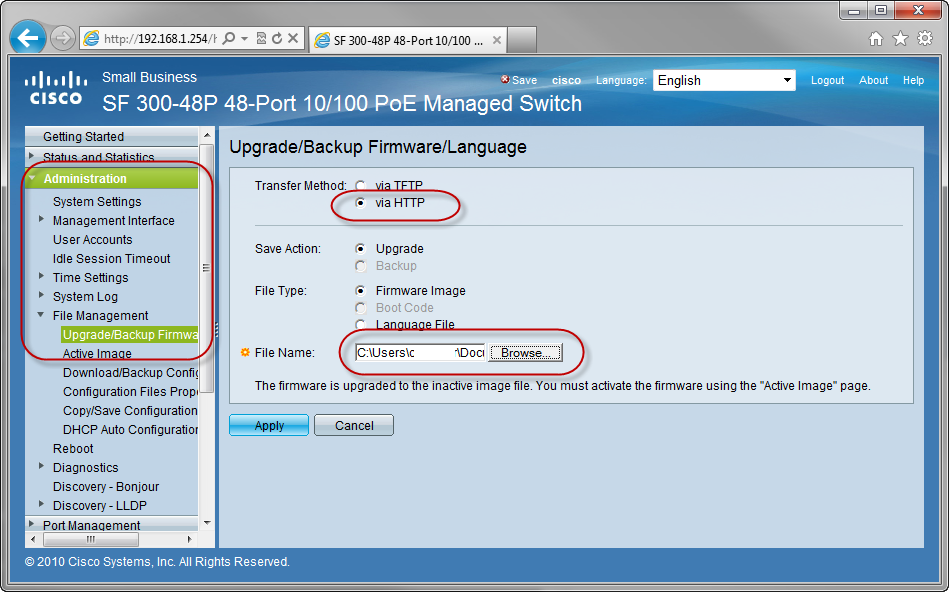 http://192.168.1.254/
SF 300-48P 48-Port 10/100 ...
Small Business
Save cisco Language: English Logout About Help
CISCO
SF 300-48P 48-Port 10/100 PoE Managed Switch
Getting Started
Status and Statistics
Administration
System Settings
Management Interface
User Accounts
Idle Session Timeout
Time Settings
System Log
File Management
Upgrade/Backup Firmwa
Active Image
Download/Backup Config
Configuration Files Prope
Copy/Save Configuration
DHCP Auto Configuration
Reboot
Diagnostics
Discovery - Bonjour
Discovery - LLDP
Port Management
Upgrade/Backup Firmware/Language
Transfer Method: via TFTP
via HTTP
Save Action: Upgrade
Backup
File Type: Firmware Image
Boot Code
Language File
File Name: C:\Users\ \Docu Browse...
The firmware is upgraded to the inactive image file. You must activate the firmware using the "Active Image" page.
Apply Cancel
© 2010 Cisco Systems, Inc. All Rights Reserved.